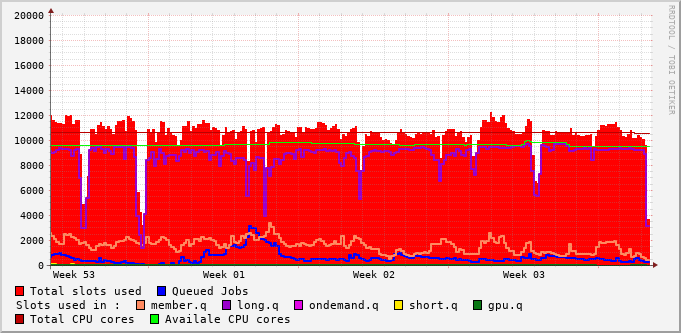 20000
18000
16000
14000
12000
10000
8000
6000
4000
2000
0
Week 53 Week 01 Week 02 Week 03
Total slots used Queued Jobs
Slots used in : member.q long.q ondemand.q short.q gpu.q
Total CPU cores Availale CPU cores
RRDTOOL / TOBI OETIKER